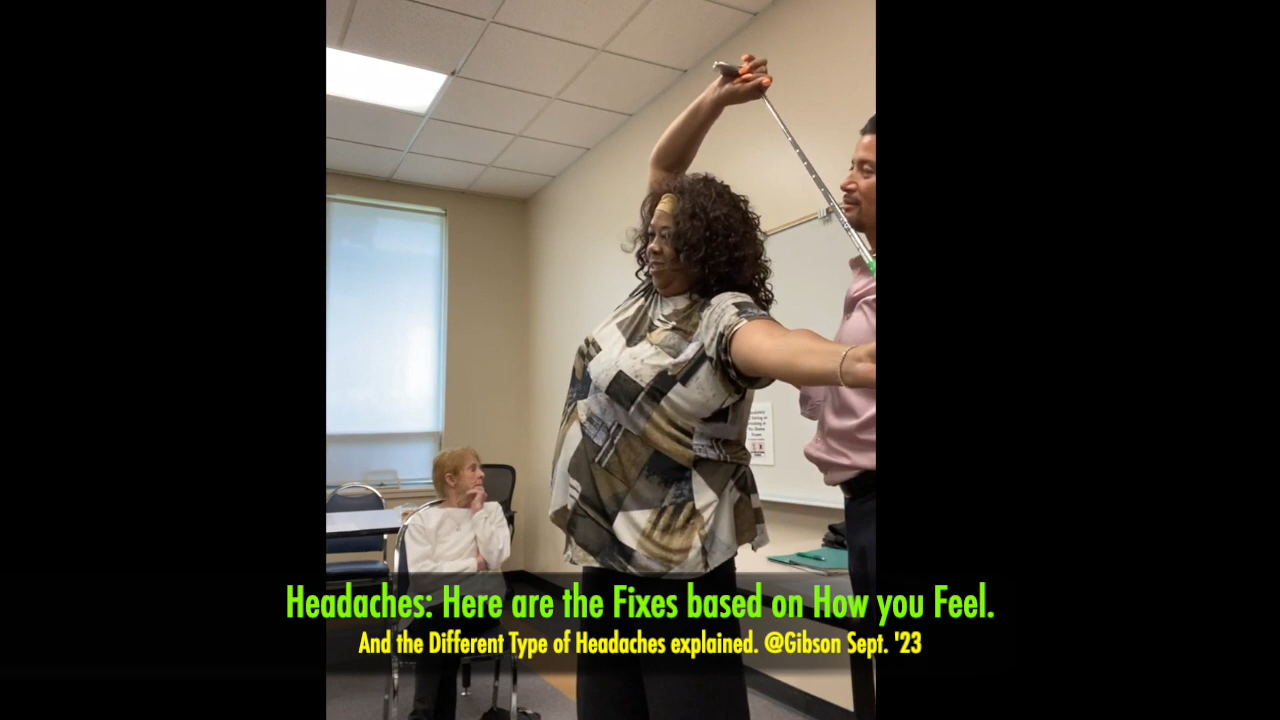 Headaches: Here are the Fixes based on How you Feel.
And the Different Type of Headaches explained. @Gibson Sept. '23